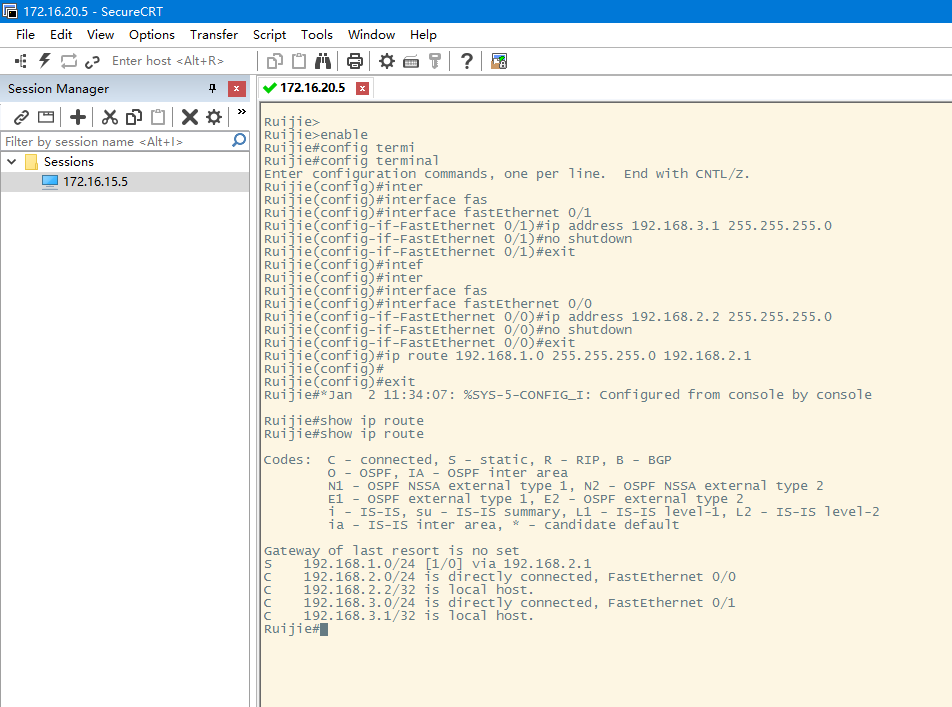 172.16.20.5 - SecureCRT
File Edit View Options Transfer Script Tools Window Help
Enter host <Alt+R>
Session Manager
172.16.20.5
Filter by session name <Alt+I>
Sessions
172.16.15.5
Ruijie>
Ruijie>enable
Ruijie#config termi
Ruijie#config terminal
Enter configuration commands, one per line.  End with CNTL/Z.
Ruijie(config)#inter
Ruijie(config)#interface fas
Ruijie(config)#interface fastEthernet 0/1
Ruijie(config-if-FastEthernet 0/1)#ip address 192.168.3.1 255.255.255.0
Ruijie(config-if-FastEthernet 0/1)#no shutdown
Ruijie(config-if-FastEthernet 0/1)#exit
Ruijie(config)#intef
Ruijie(config)#inter
Ruijie(config)#interface fas
Ruijie(config)#interface fastEthernet 0/0
Ruijie(config-if-FastEthernet 0/0)#ip address 192.168.2.2 255.255.255.0
Ruijie(config-if-FastEthernet 0/0)#no shutdown
Ruijie(config-if-FastEthernet 0/0)#exit
Ruijie(config)#ip route 192.168.1.0 255.255.255.0 192.168.2.1
Ruijie(config)#
Ruijie(config)#exit
Ruijie#*Jan  2 11:34:07: %SYS-5-CONFIG_I: Configured from console by console
Ruijie#show ip route
Ruijie#show ip route
Codes:  C - connected, S - static, R - RIP, B - BGP
O - OSPF, IA - OSPF inter area
N1 - OSPF NSSA external type 1, N2 - OSPF NSSA external type 2
E1 - OSPF external type 1, E2 - OSPF external type 2
i - IS-IS, su - IS-IS summary, L1 - IS-IS level-1, L2 - IS-IS level-2
ia - IS-IS inter area, * - candidate default
Gateway of last resort is no set
S    192.168.1.0/24 [1/0] via 192.168.2.1
C    192.168.2.0/24 is directly connected, FastEthernet 0/0
C    192.168.2.2/32 is local host.
C    192.168.3.0/24 is directly connected, FastEthernet 0/1
C    192.168.3.1/32 is local host.
Ruijie#